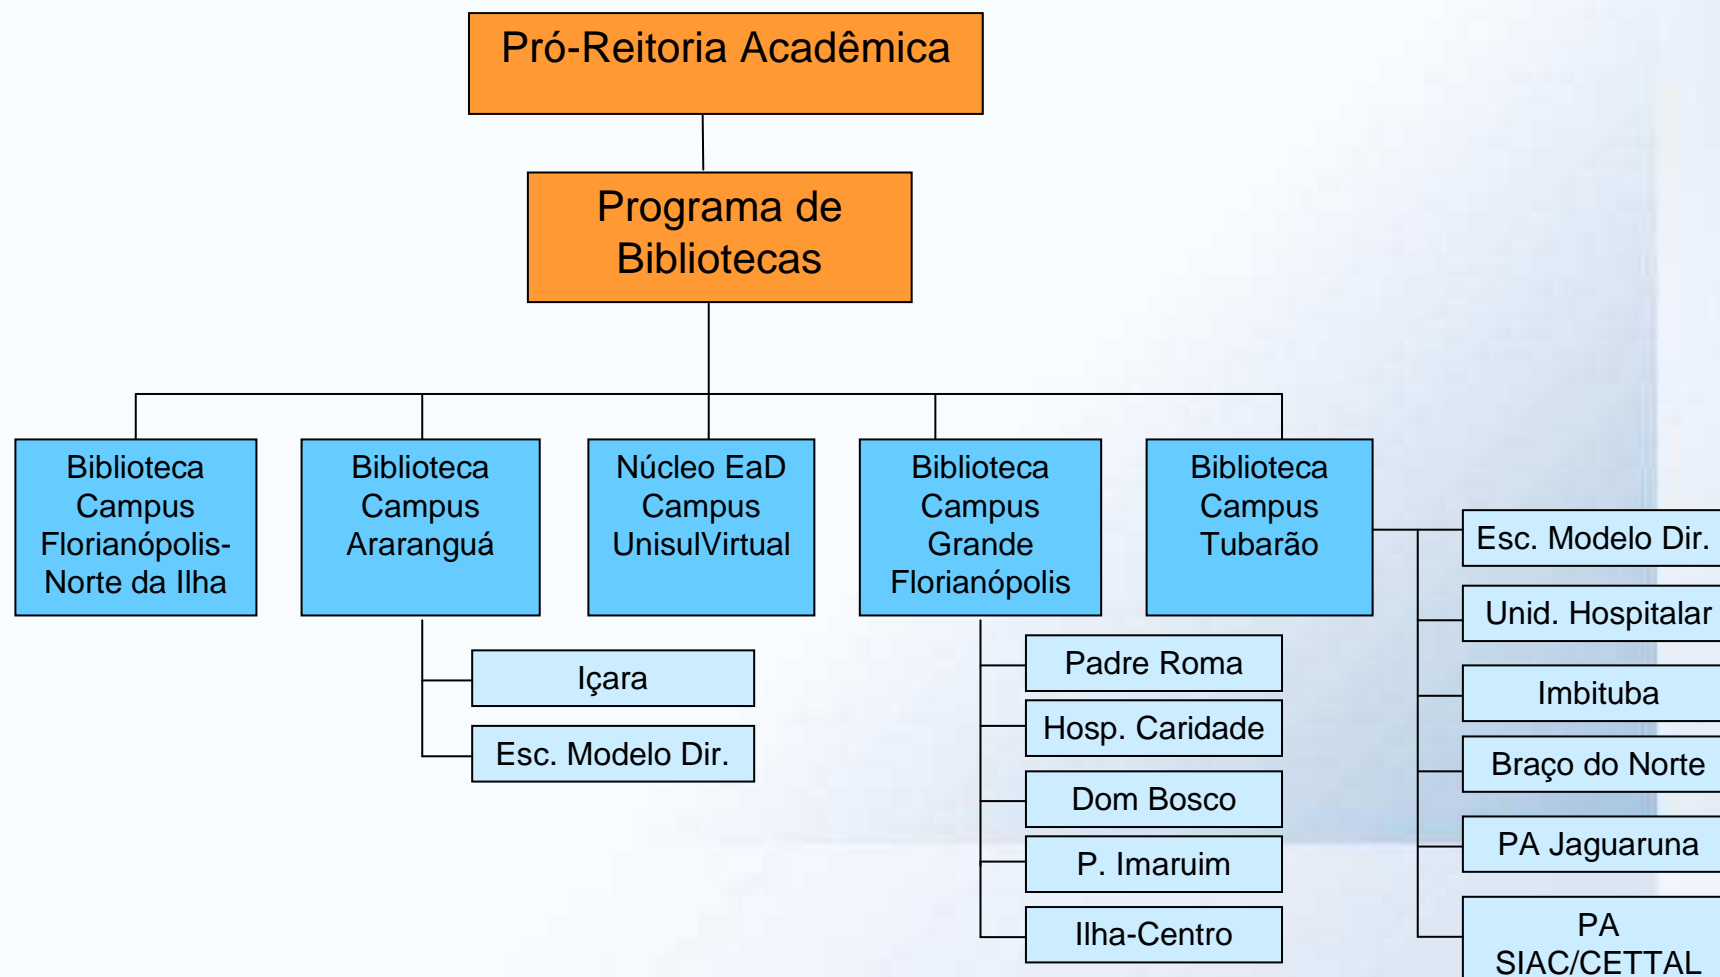 Pró-Reitoria Acadêmica
Programa de
Bibliotecas
Biblioteca
Campus
Florianópolis-
Norte da Ilha
Biblioteca
Campus
Araranguá
Núcleo EaD
Campus
UnisulVirtual
Biblioteca
Campus
Grande
Florianópolis
Biblioteca
Campus
Tubarão
Içara
Esc. Modelo Dir.
Padre Roma
Hosp. Caridade
Dom Bosco
P. Imaruim
Ilha-Centro
Esc. Modelo Dir.
Unid. Hospitalar
Imbituba
Braço do Norte
PA Jaguaruna
PA
SIAC/CETTAL